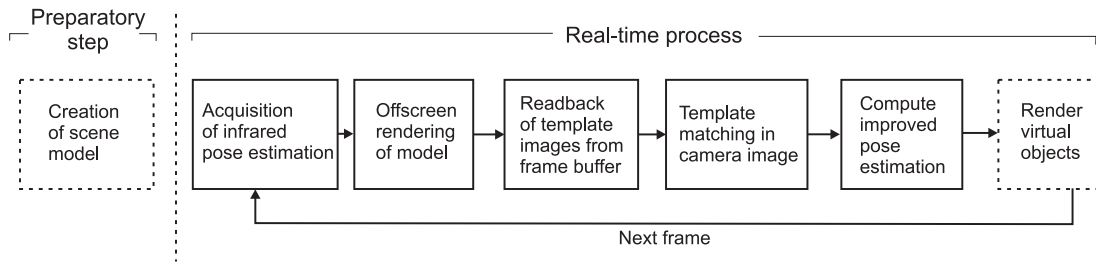 Preparatory
step
Real-time process
Creation
of scene
model
Acquisition
of infrared
pose estimation
Offscreen
rendering
of model
Readback
of template
images from
frame buffer
Template
matching in
camera image
Compute
improved
pose
estimation
Render
virtual
objects
Next frame